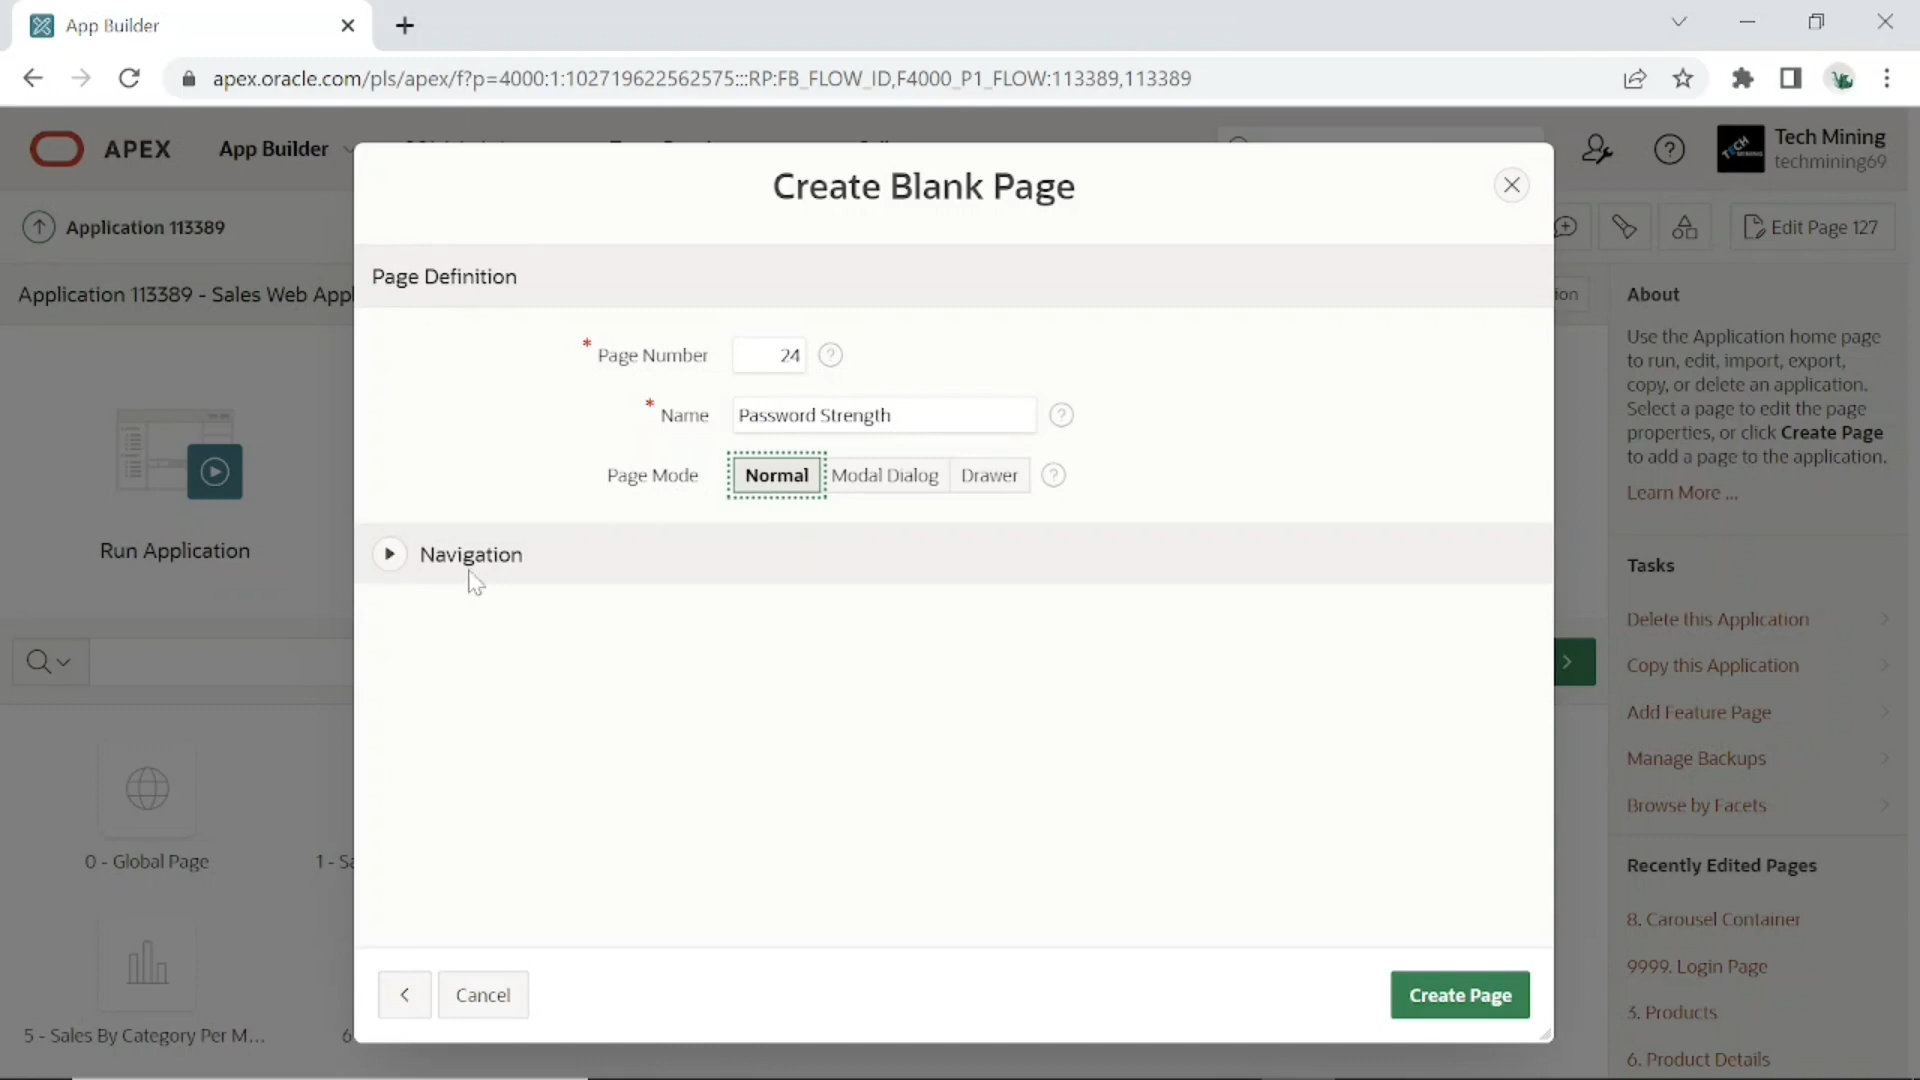 App Builder
apex.oracle.com/pls/apex/f?p=4000:1:102719622562575:::RP:FB_FLOW_ID,F4000_P1_FLOW:113389,113389
APEX
App Builder
Tech Mining
techmining69
Create Blank Page
Application 113389
Edit Page 127
Page Definition
Application 113389 - Sales Web Appl
ion
About
Use the Application home page
to run, edit, import, export,
copy, or delete an application.
Select a page to edit the page
properties, or click Create Page
to add a page to the application.
Learn More ...
* Page Number 24
* Name Password Strength
Page Mode Normal Modal Dialog Drawer
Navigation
Run Application
Tasks
Delete this Application
Copy this Application
Add Feature Page
Manage Backups
Browse by Facets
0 - Global Page
1 - Sa
Recently Edited Pages
8. Carousel Container
9999. Login Page
3. Products
6. Product Details
5 - Sales By Category Per M...
6
Cancel
Create Page